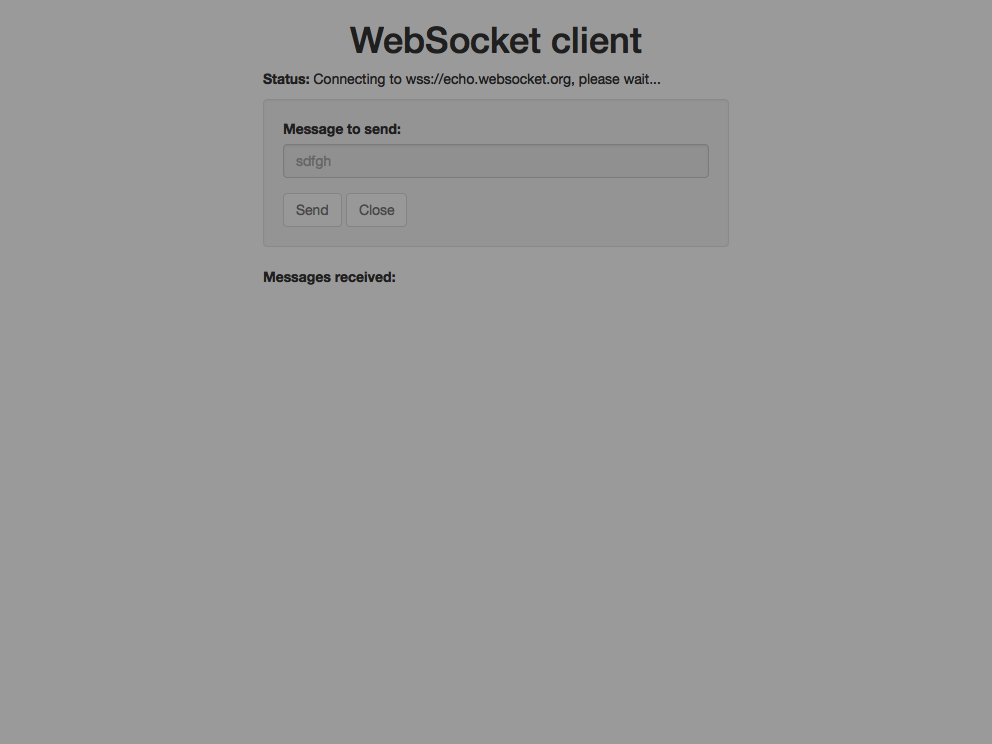 WebSocket client
Status: Connecting to wss://echo.websocket.org, please wait...
Message to send:
sdfgh
Send Close
Messages received: